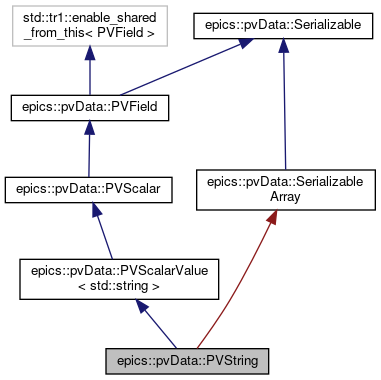 std::tr1::enable_shared
_from_this< PVField >
epics::pvData::Serializable
epics::pvData::PVField
epics::pvData::PVScalar
epics::pvData::Serializable
Array
epics::pvData::PVScalarValue
< std::string >
epics::pvData::PVString